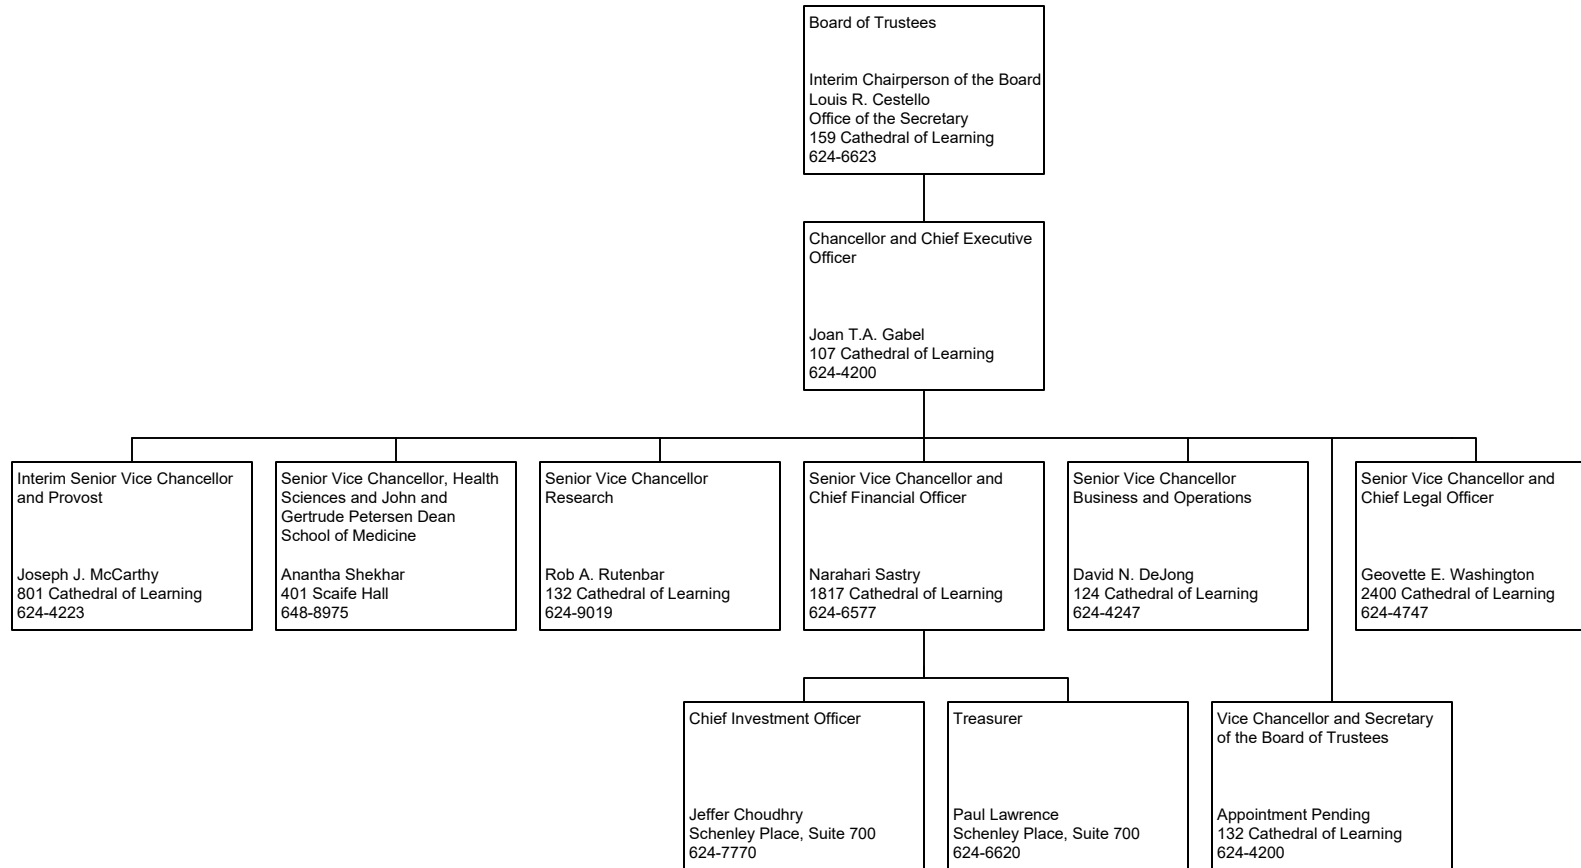 Board of Trustees
Interim Chairperson of the Board
Louis R. Cestello
Office of the Secretary
159 Cathedral of Learning
624-6623
Chancellor and Chief Executive
Officer
Joan T.A. Gabel
107 Cathedral of Learning
624-4200
Interim Senior Vice Chancellor
and Provost
Joseph J. McCarthy
801 Cathedral of Learning
624-4223
Senior Vice Chancellor, Health
Sciences and John and
Gertrude Petersen Dean
School of Medicine
Anantha Shekhar
401 Scaife Hall
648-8975
Senior Vice Chancellor
Research
Rob A. Rutenbar
132 Cathedral of Learning
624-9019
Senior Vice Chancellor and
Chief Financial Officer
Narahari Sastry
1817 Cathedral of Learning
624-6577
Senior Vice Chancellor
Business and Operations
David N. DeJong
124 Cathedral of Learning
624-4247
Senior Vice Chancellor and
Chief Legal Officer
Geovette E. Washington
2400 Cathedral of Learning
624-4747
Chief Investment Officer
Jeffer Choudhry
Schenley Place, Suite 700
624-7770
Treasurer
Paul Lawrence
Schenley Place, Suite 700
624-6620
Vice Chancellor and Secretary
of the Board of Trustees
Appointment Pending
132 Cathedral of Learning
624-4200